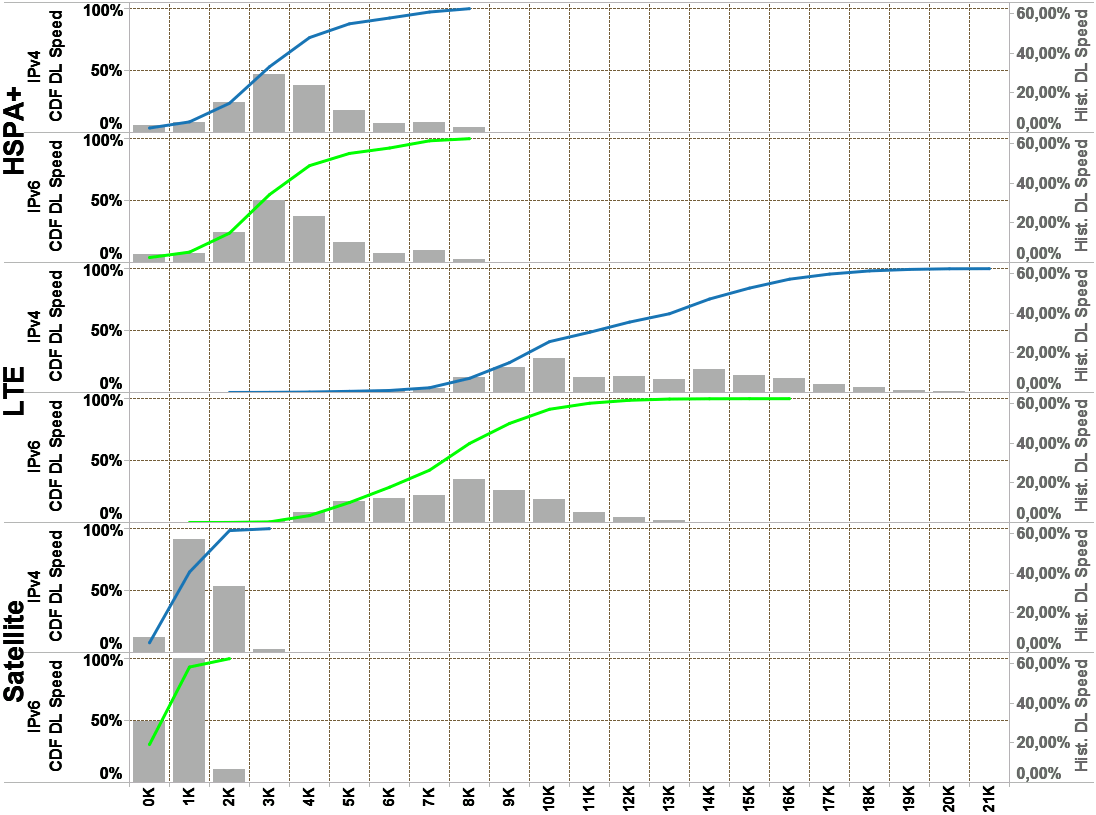 HSPA+
IPv4
CDF DL Speed
100%
50%
0%
60,00%
40,00%
20,00%
0,00%
Hist. DL Speed
IPv6
CDF DL Speed
100%
50%
0%
60,00%
40,00%
20,00%
0,00%
Hist. DL Speed
LTE
IPv4
CDF DL Speed
100%
50%
0%
60,00%
40,00%
20,00%
0,00%
Hist. DL Speed
IPv6
CDF DL Speed
100%
50%
0%
60,00%
40,00%
20,00%
0,00%
Hist. DL Speed
Satellite
IPv4
CDF DL Speed
100%
50%
0%
60,00%
40,00%
20,00%
0,00%
Hist. DL Speed
IPv6
CDF DL Speed
100%
50%
0%
60,00%
40,00%
20,00%
0,00%
Hist. DL Speed
0K 1K 2K 3K 4K 5K 6K 7K 8K 9K 10K 11K 12K 13K 14K 15K 16K 17K 18K 19K 20K 21K